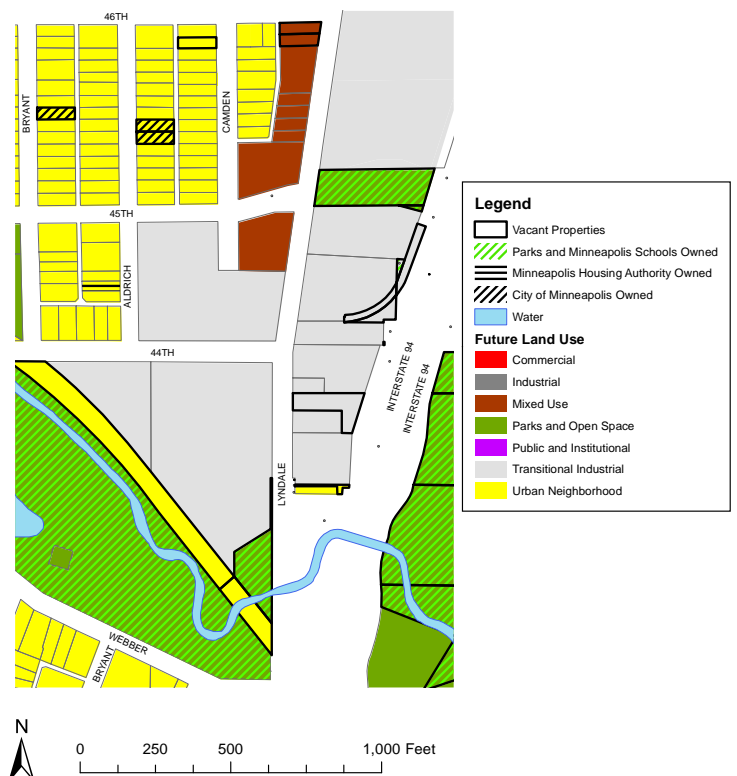 46TH
BRYANT
CAMDEN
45TH
ALDRICH
44TH
INTERSTATE 94
INTERSTATE 94
LYNDALE
WEBBER
BRYANT
Legend
Vacant Properties
Parks and Minneapolis Schools Owned
Minneapolis Housing Authority Owned
City of Minneapolis Owned
Water
Future Land Use
Commercial
Industrial
Mixed Use
Parks and Open Space
Public and Institutional
Transitional Industrial
Urban Neighborhood
N
0 250 500 1,000 Feet